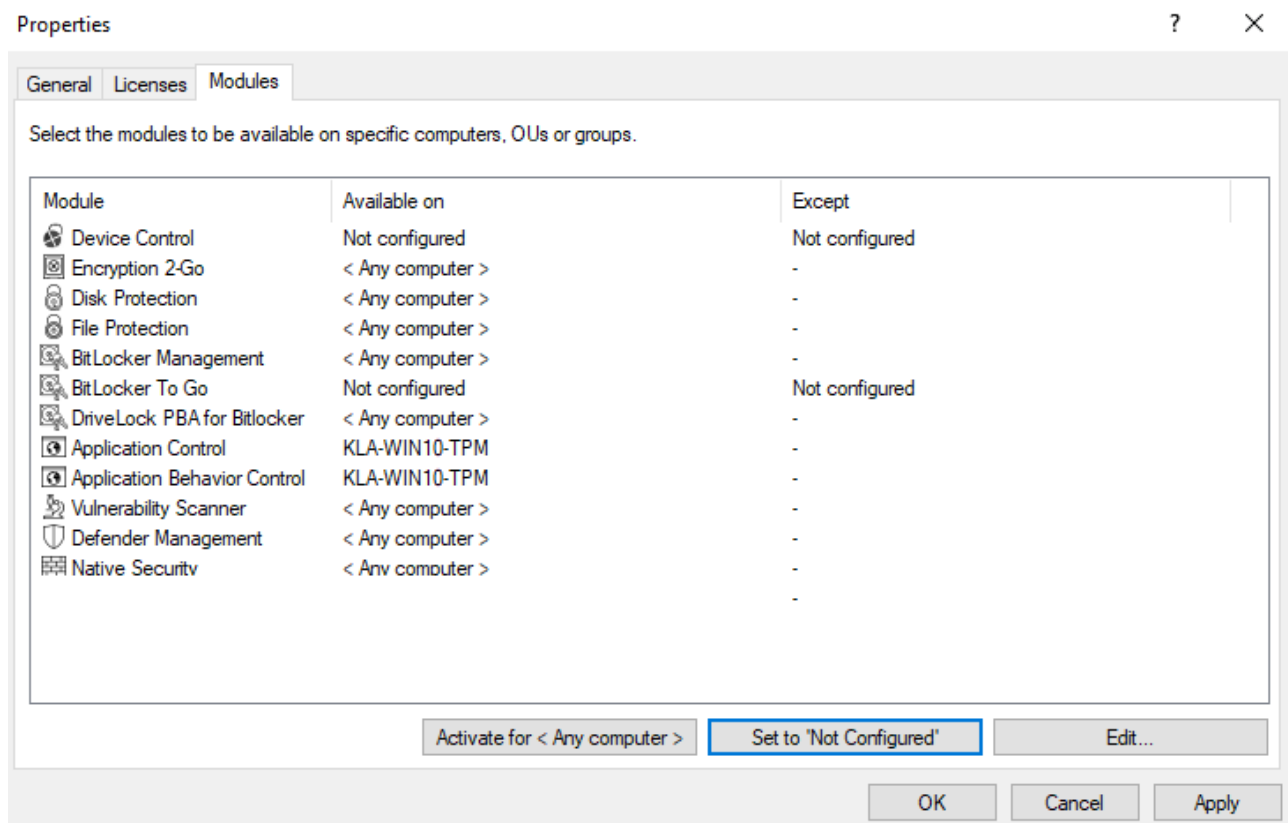 Properties
?
General Licenses Modules
Select the modules to be available on specific computers, OUs or groups.
Module Available on Except
Device Control Not configured Not configured
Encryption 2-Go < Any computer > -
Disk Protection < Any computer > -
File Protection < Any computer > -
BitLocker Management < Any computer > -
BitLocker To Go Not configured Not configured
DriveLock PBA for Bitlocker < Any computer > -
Application Control KLA-WIN10-TPM -
Application Behavior Control KLA-WIN10-TPM -
Vulnerability Scanner < Any computer > -
Defender Management < Any computer > -
Native Security < Any computer > -
-
Activate for < Any computer > Set to "Not Configured" Edit...
OK Cancel Apply